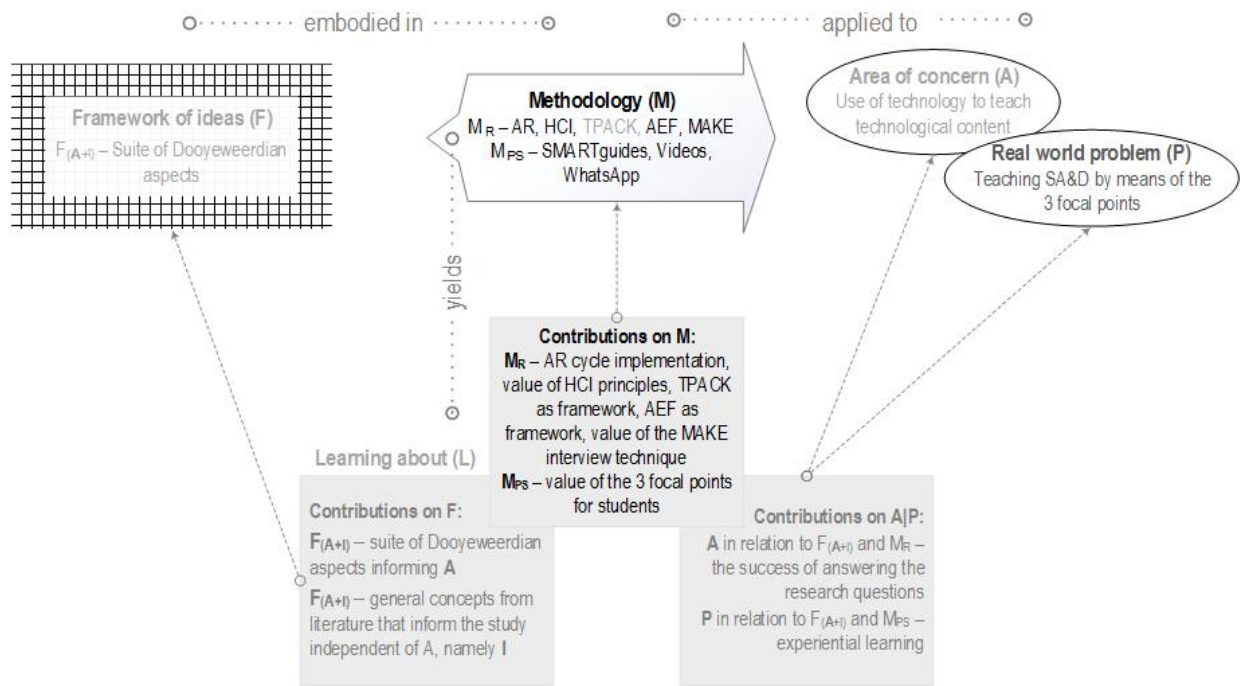 embodied in
applied to
Framework of ideas (F)
F(A+I) – Suite of Dooyeweerdian
aspects
Methodology (M)
MR – AR, HCI, TPACK, AEF, MAKE
MPS – SMARTguides, Videos,
WhatsApp
Area of concern (A)
Use of technology to teach
technological content
Real world problem (P)
Teaching SA&D by means of the
3 focal points
yields
Contributions on M:
MR – AR cycle implementation,
value of HCI principles, TPACK
as framework, AEF as
framework, value of the MAKE
interview technique
MPS – value of the 3 focal points
for students
Learning about (L)
Contributions on F:
F(A+I) – suite of Dooyeweerdian
aspects informing A
F(A+I) – general concepts from
literature that inform the study
independent of A, namely I
Contributions on A|P:
A in relation to F(A+I) and MR –
the success of answering the
research questions
P in relation to F(A+I) and MPS –
experiential learning